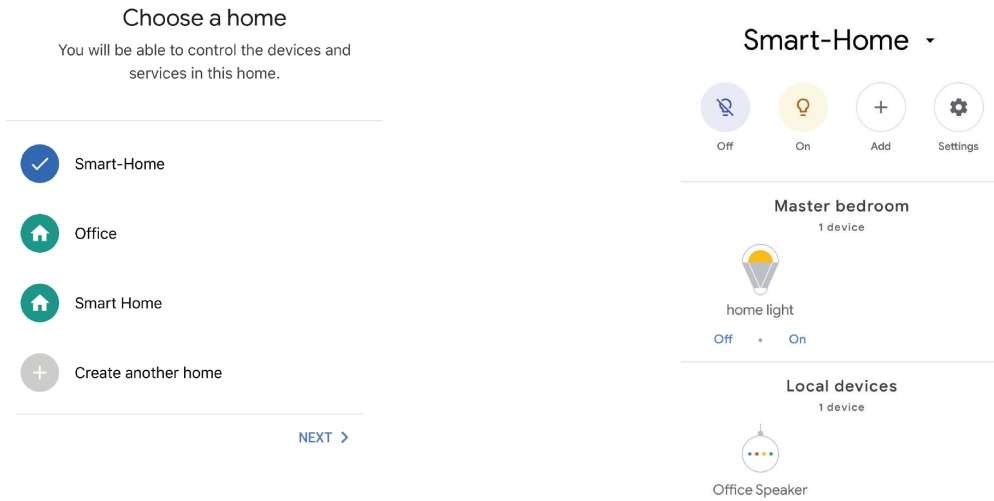 Choose a home
You will be able to control the devices and
services in this home.
Smart-Home
Office
Smart Home
Create another home
NEXT
Smart-Home
Off
On
Add
Settings
Master bedroom
1 device
home light
Off • On
Local devices
1 device
Office Speaker